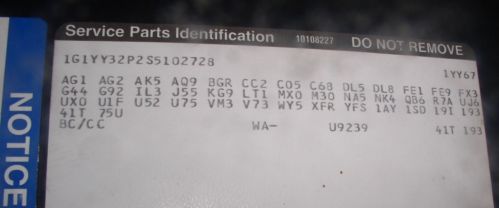 Service Parts Identification 10108227 DO NOT REMOVE
1G1YY32P2S5102728 1YY67
AG1 AG2 AK5 AQ9 BGR CC2 C05 C68 DL5 DL8 FE1 FE9 FX3
G44 G92 IL3 J55 KG9 LT1 MX0 M30 NA5 NK4 QB6 R7A UJ6
UX0 U1F U52 U75 VM3 V73 WY5 XFR YFS 1AY 1SD 19I 193
41T 75U
BC/CC WA- U9239 41T 193
NOTICE